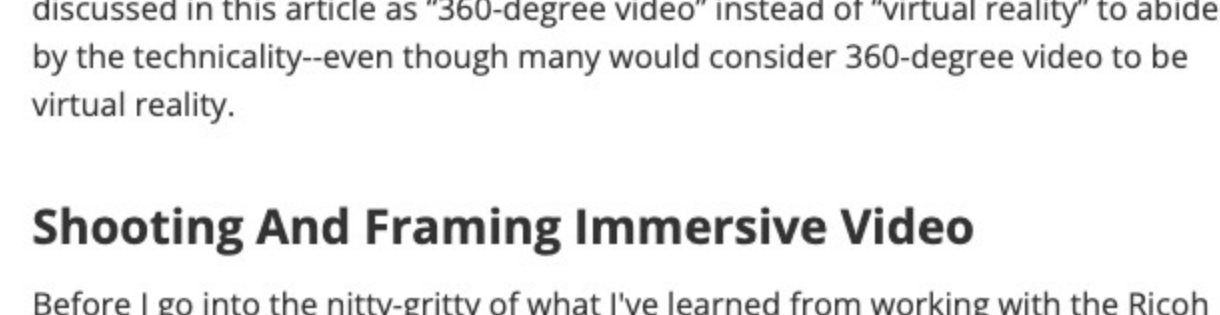 discussed in this article as “360-degree video” instead of “virtual reality” to abide
by the technicality--even though many would consider 360-degree video to be
virtual reality.
Shooting And Framing Immersive Video
Before I go into the nitty-gritty of what I've learned from working with the Ricoh